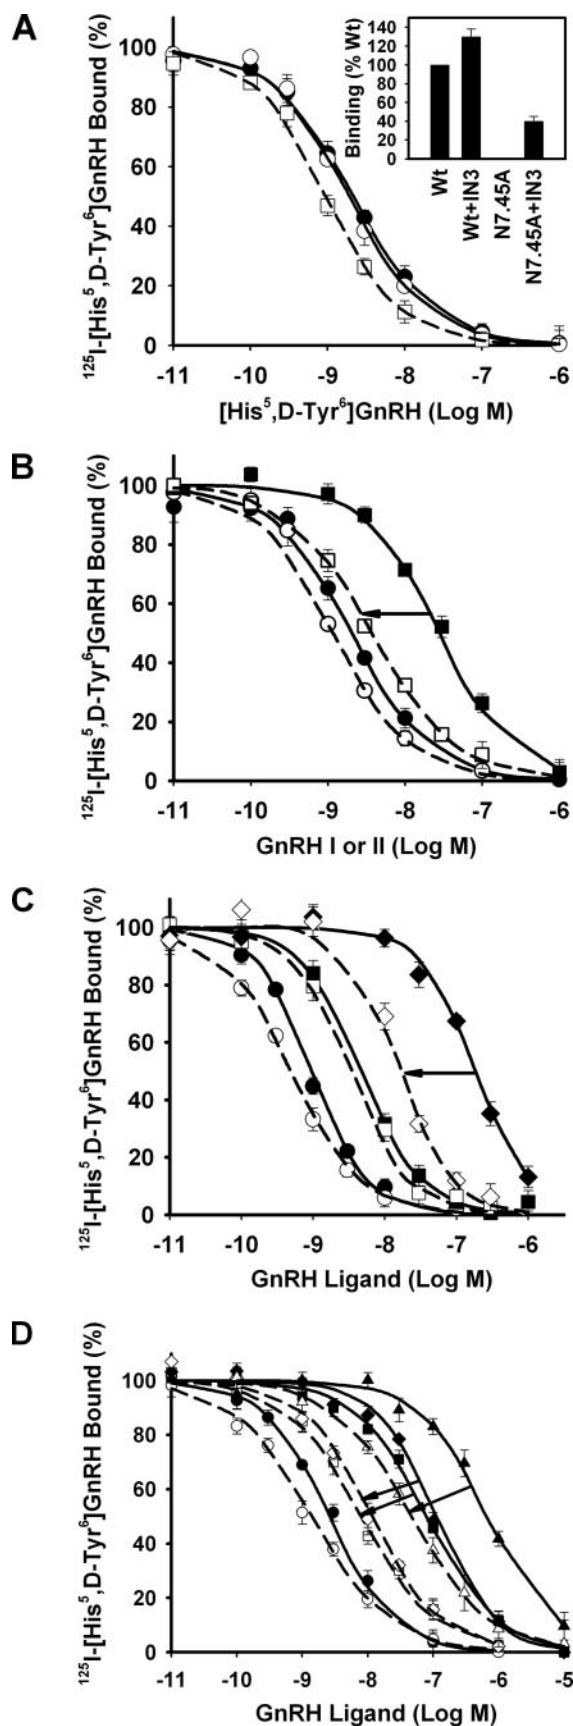 A
100
80
60
40
20
0
¹²⁵I-[His⁵,D-Tyr⁶]GnRH Bound (%)
-11 -10 -9 -8 -7 -6
[His⁵,D-Tyr⁶]GnRH (Log M)
140
120
100
80
60
40
20
0
Binding (% Wt)
Wt
Wt+IN3
N7.45A
N7.45A+IN3
B
100
80
60
40
20
0
¹²⁵I-[His⁵,D-Tyr⁶]GnRH Bound (%)
-11 -10 -9 -8 -7 -6
GnRH I or II (Log M)
C
100
80
60
40
20
0
¹²⁵I-[His⁵,D-Tyr⁶]GnRH Bound (%)
-11 -10 -9 -8 -7 -6 -5
GnRH Ligand (Log M)
D
100
80
60
40
20
0
¹²⁵I-[His⁵,D-Tyr⁶]GnRH Bound (%)
-11 -10 -9 -8 -7 -6 -5
GnRH Ligand (Log M)